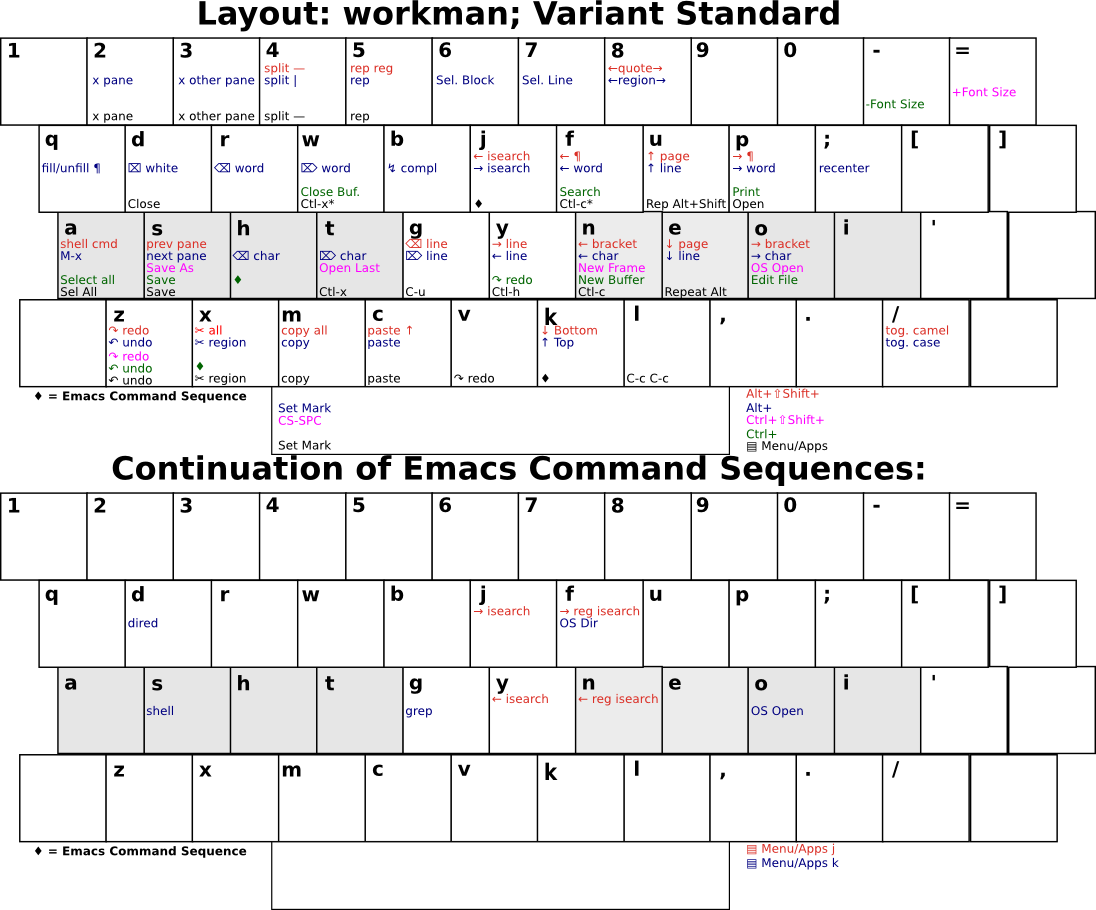 Layout: workman; Variant Standard
1 2 3 4 5 6 7 8 9 0 - =
split — rep reg ←quote→
x pane x other pane split | rep Sel. Block Sel. Line ←region→
+Font Size
-Font Size
x pane x other pane split — rep
q d r w b j f u p ; [ ]
← isearch ← ¶ ↑ page → ¶
fill/unfill ¶ ⌧ white ⌫ word ⌦ word ↯ compl → isearch ← word ↑ line → word recenter
Close Buf. Search Print
Close Ctl-x* ♦ Ctl-c* Rep Alt+Shift Open
a s h t g y n e o i '
shell cmd prev pane ⌫ line → line ← bracket ↓ page → bracket
M-x next pane ⌫ char ⌦ char ⌦ line ← line ← char ↓ line → char
Save As Open Last New Frame OS Open
Select all Save ♦ ↷ redo New Buffer Edit File
Sel All Save Ctl-x C-u Ctl-h Ctl-c Repeat Alt
z x m c v k l , . /
↷ redo ✂ all copy all paste ↑ ↓ Bottom tog. camel
↶ undo ✂ region copy paste ↑ Top tog. case
↷ redo
↶ undo ♦
↶ undo ✂ region copy paste ↷ redo ♦ C-c C-c
♦ = Emacs Command Sequence Alt+⇧Shift+
Set Mark Alt+
CS-SPC Ctrl+⇧Shift+
Ctrl+
Set Mark ▤ Menu/Apps
Continuation of Emacs Command Sequences:
1 2 3 4 5 6 7 8 9 0 - =
q d r w b j f u p ; [ ]
→ isearch → reg isearch
dired OS Dir
a s h t g y n e o i '
← isearch ← reg isearch
shell grep OS Open
z x m c v k l , . /
♦ = Emacs Command Sequence ▤ Menu/Apps j
▤ Menu/Apps k